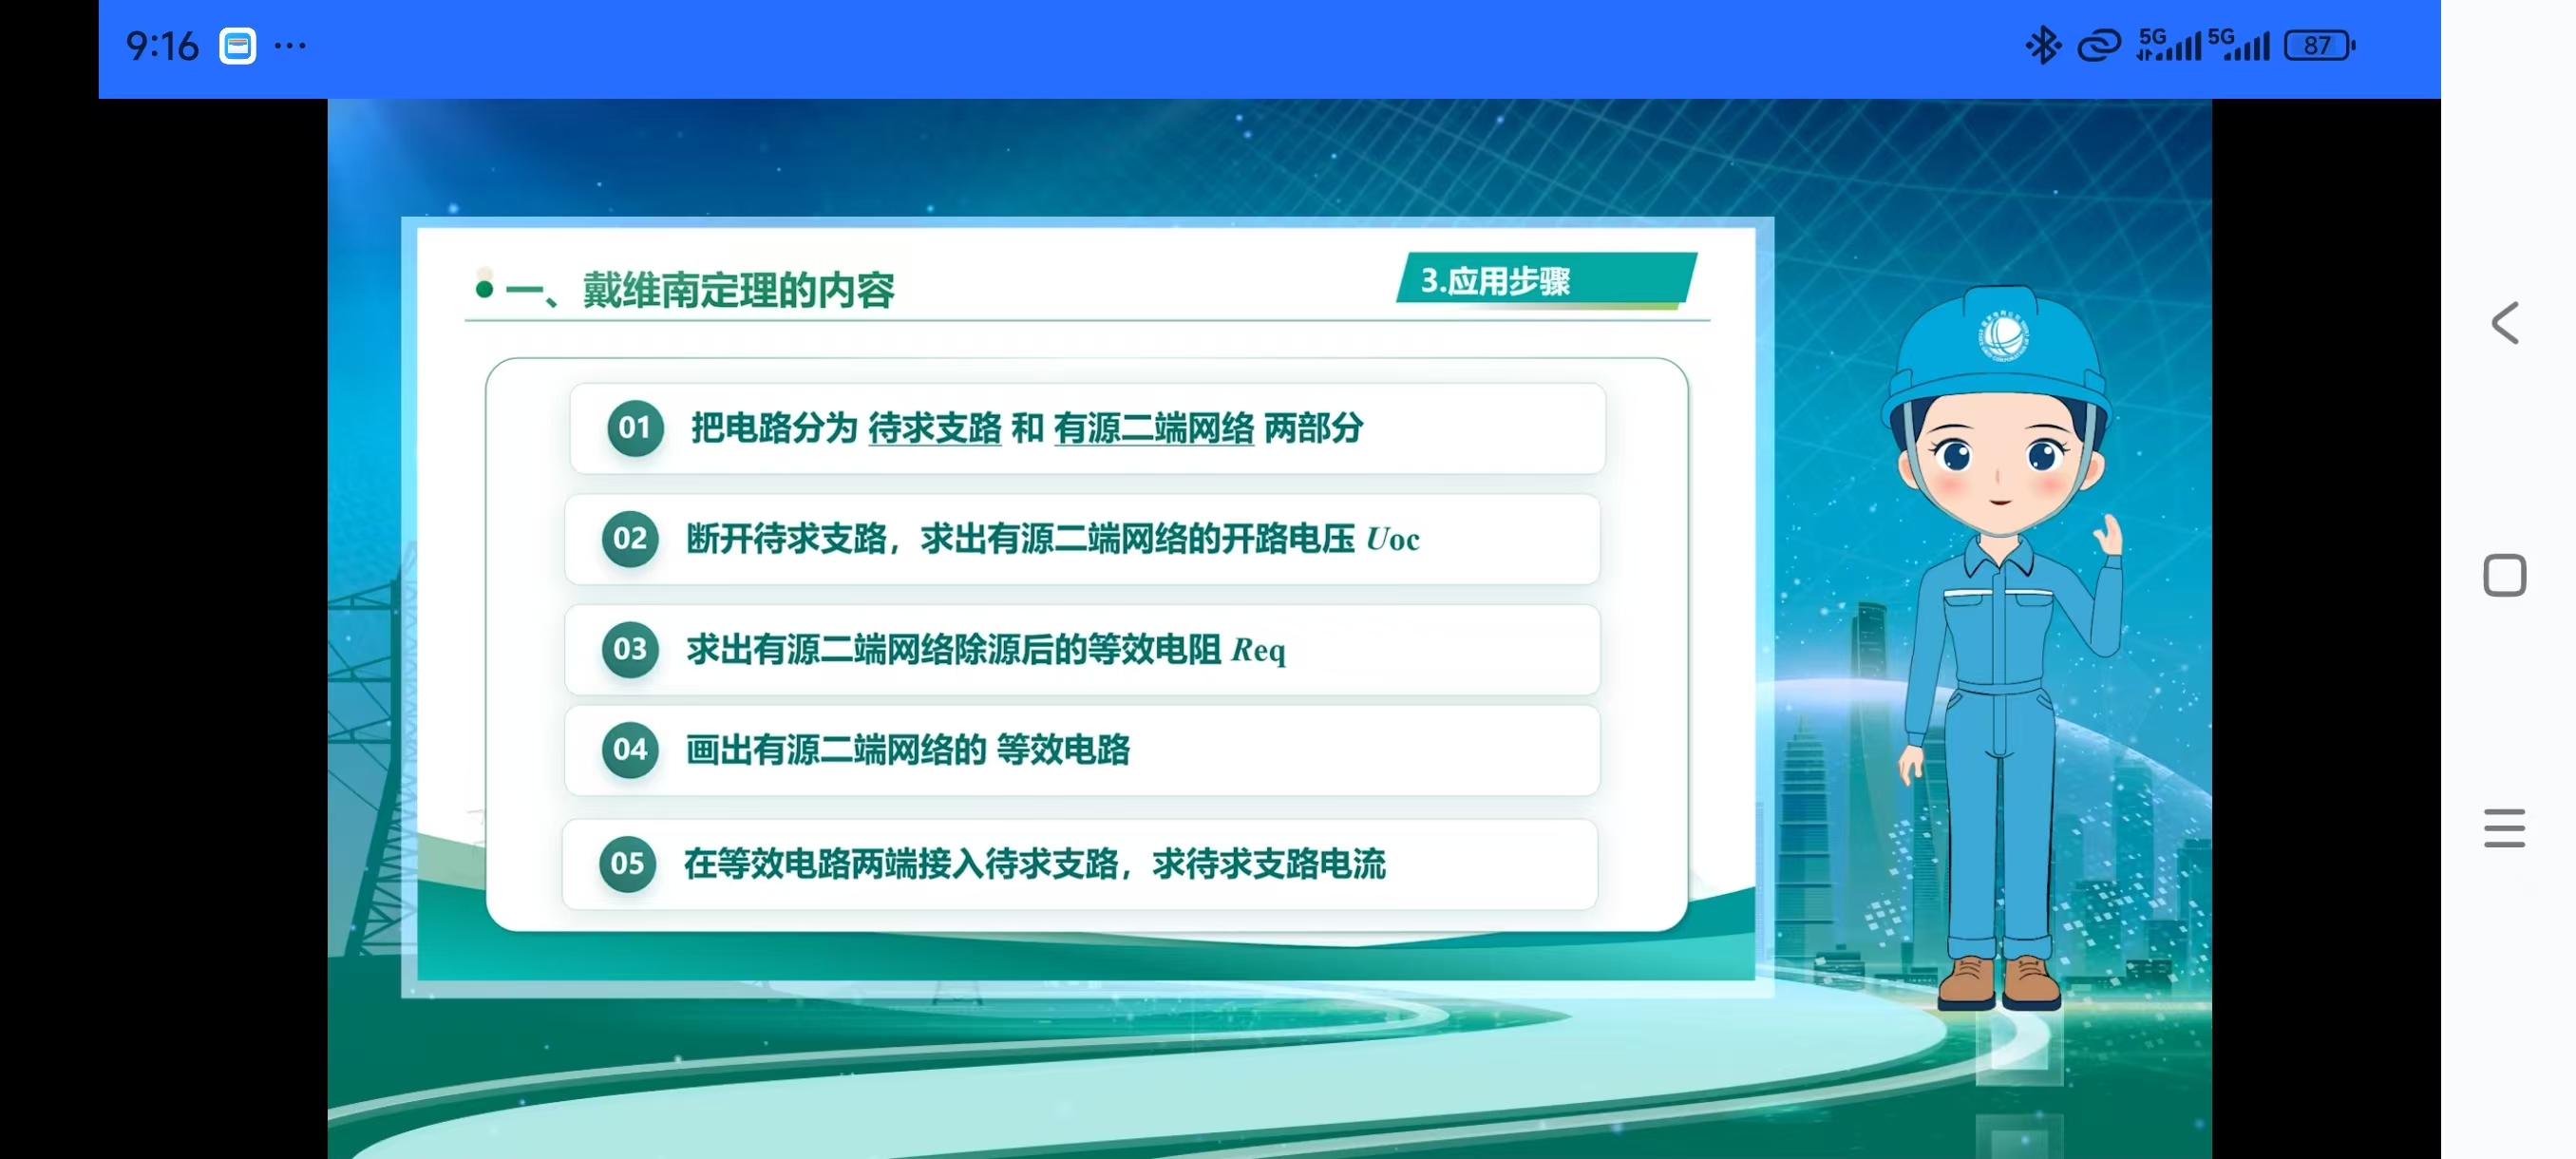 9:16
5G
5G
87
一、戴维南定理的内容
3.应用步骤
01 把电路分为 待求支路 和 有源二端网络 两部分
02 断开待求支路，求出有源二端网络的开路电压 Uoc
03 求出有源二端网络除源后的等效电阻 Req
04 画出有源二端网络的 等效电路
05 在等效电路两端接入待求支路，求待求支路电流